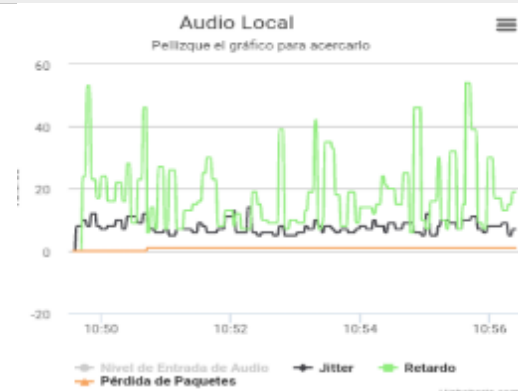 Audio Local
Pellizque el gráfico para acercarlo
60
40
20
0
-20
10:50 10:52 10:54 10:56
Nivel de Entrada de Audio Jitter Retardo
Pérdida de Paquetes